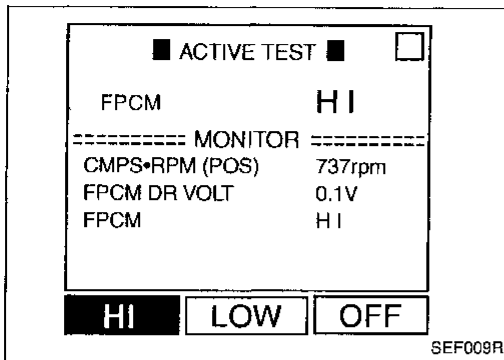 ACTIVE TEST
FPCM HI
MONITOR
CMPS•RPM (POS) 737rpm
FPCM DR VOLT 0.1V
FPCM HI
HI LOW OFF
SEF009R